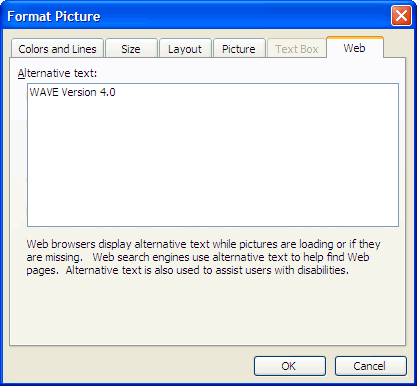 Format Picture
Colors and Lines Size Layout Picture Text Box Web
Alternative text:
WAVE Version 4.0
Web browsers display alternative text while pictures are loading or if they
are missing. Web search engines use alternative text to help find Web
pages. Alternative text is also used to assist users with disabilities.
OK Cancel